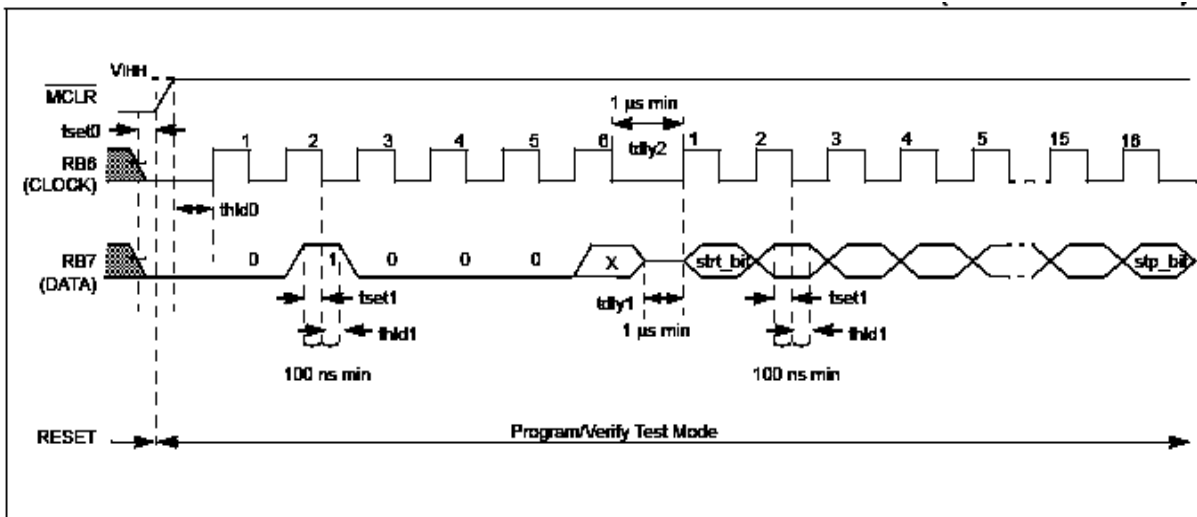 VIHH
MCLR
1 µs min
tset0
1 2 3 4 5 6 tdly2 1 2 3 4 5 15 16
RB6
(CLOCK)
thld0
RB7
(DATA)
0 1 0 0 0 X strt_bit stp_bit
tset1 tdly1 tset1
thld1 1 µs min thld1
100 ns min 100 ns min
RESET Program/Verify Test Mode